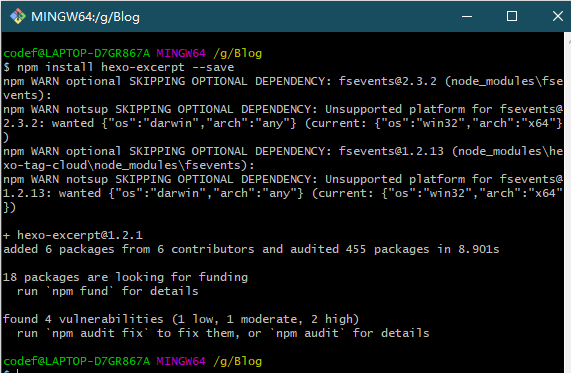 MINGW64:/g/Blog
codef@LAPTOP-D7GR867A MINGW64 /g/Blog
$ npm install hexo-excerpt --save
npm WARN optional SKIPPING OPTIONAL DEPENDENCY: fsevents@2.3.2 (node_modules\fse
vents):
npm WARN notsup SKIPPING OPTIONAL DEPENDENCY: Unsupported platform for fsevents@
2.3.2: wanted {"os":"darwin","arch":"any"} (current: {"os":"win32","arch":"x64"}
)
npm WARN optional SKIPPING OPTIONAL DEPENDENCY: fsevents@1.2.13 (node_modules\he
xo-tag-cloud\node_modules\fsevents):
npm WARN notsup SKIPPING OPTIONAL DEPENDENCY: Unsupported platform for fsevents@
1.2.13: wanted {"os":"darwin","arch":"any"} (current: {"os":"win32","arch":"x64"
})
+ hexo-excerpt@1.2.1
added 6 packages from 6 contributors and audited 455 packages in 8.901s
18 packages are looking for funding
run `npm fund` for details
found 4 vulnerabilities (1 low, 1 moderate, 2 high)
run `npm audit fix` to fix them, or `npm audit` for details
codef@LAPTOP-D7GR867A MINGW64 /g/Blog
$